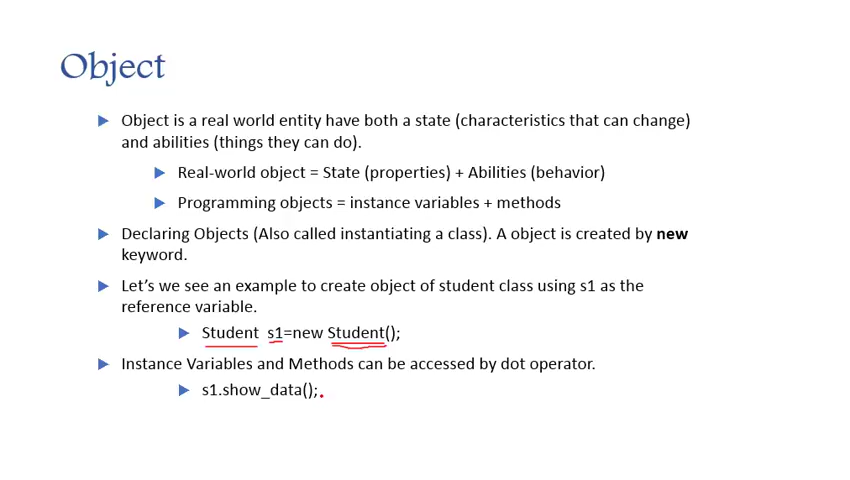 Object
Object is a real world entity have both a state (characteristics that can change)
and abilities (things they can do).
Real-world object = State (properties) + Abilities (behavior)
Programming objects = instance variables + methods
Declaring Objects (Also called instantiating a class). A object is created by new
keyword.
Let's we see an example to create object of student class using s1 as the
reference variable.
Student s1=new Student();
Instance Variables and Methods can be accessed by dot operator.
s1.show_data();